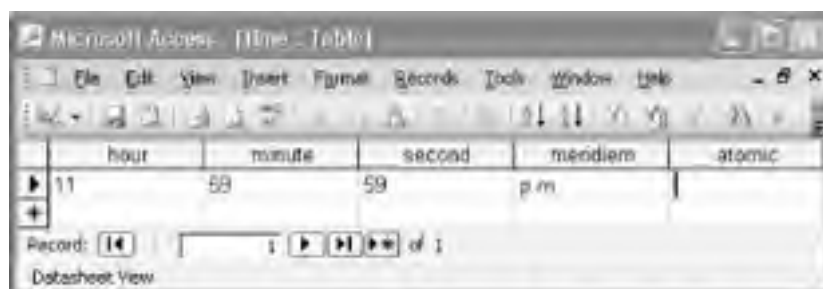 Microsoft Access - [Time : Table]
File Edit View Insert Format Records Tools Window Help
hour minute second meridiem atomic
11 59 59 p.m
Record: 1 of 1
Datasheet View